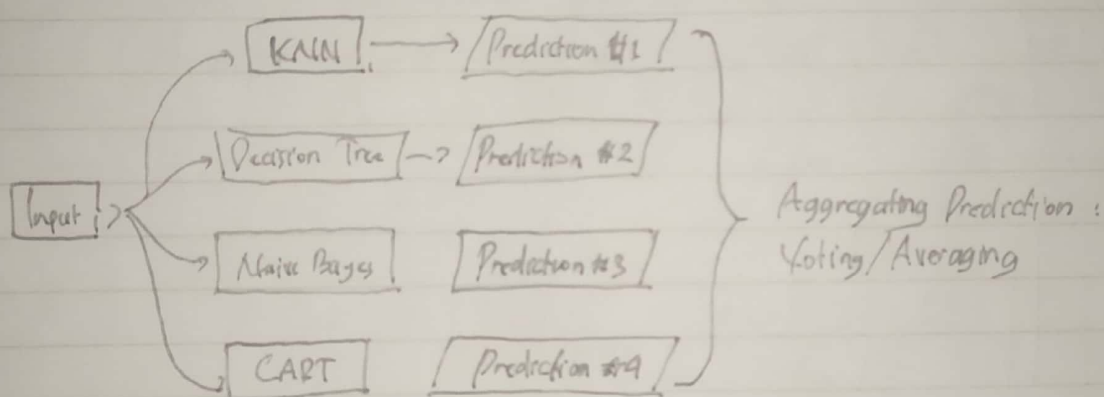 KNN
Prediction #1
Decision Tree
Prediction #2
Input
Naive Bayes
Prediction #3
CART
Prediction #4
Aggregating Prediction :
Voting/Averaging